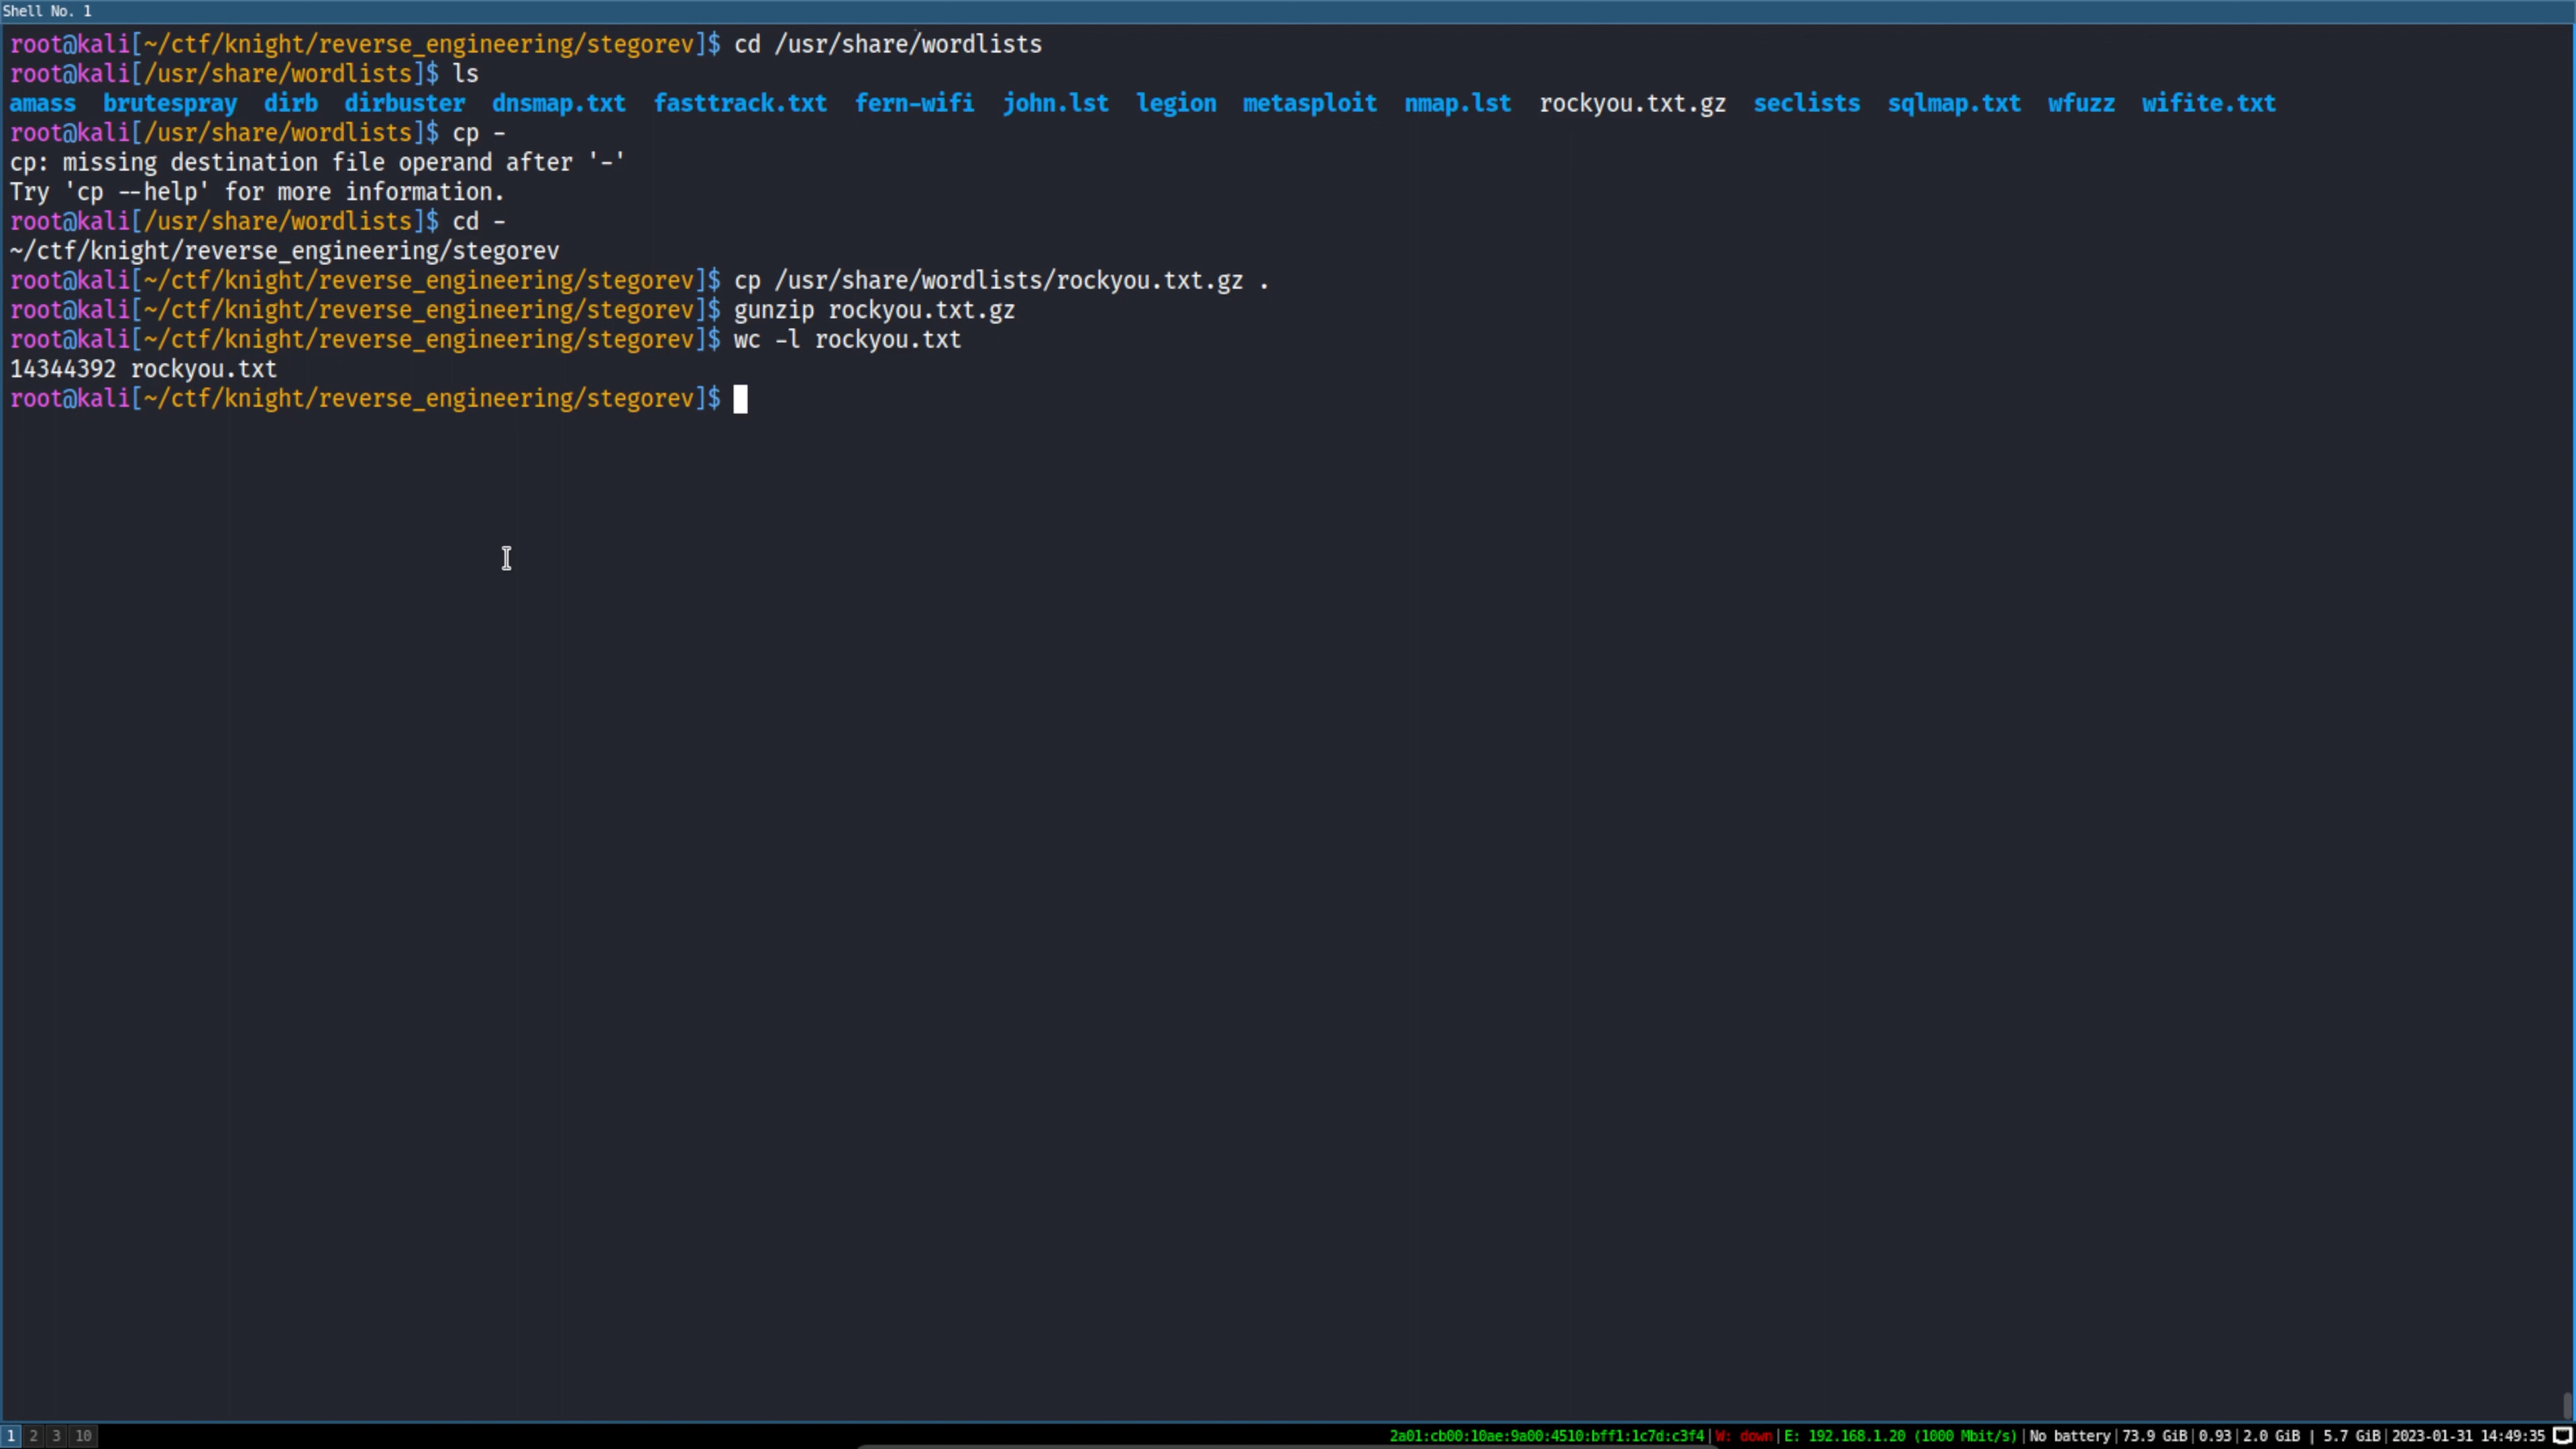 Shell No. 1
root@kali[~/ctf/knight/reverse_engineering/stegorev]$ cd /usr/share/wordlists
root@kali[/usr/share/wordlists]$ ls
amass  brutespray  dirb  dirbuster  dnsmap.txt  fasttrack.txt  fern-wifi  john.lst  legion  metasploit  nmap.lst  rockyou.txt.gz  seclists  sqlmap.txt  wfuzz  wifite.txt
root@kali[/usr/share/wordlists]$ cp -
cp: missing destination file operand after '-'
Try 'cp --help' for more information.
root@kali[/usr/share/wordlists]$ cd -
~/ctf/knight/reverse_engineering/stegorev
root@kali[~/ctf/knight/reverse_engineering/stegorev]$ cp /usr/share/wordlists/rockyou.txt.gz .
root@kali[~/ctf/knight/reverse_engineering/stegorev]$ gunzip rockyou.txt.gz
root@kali[~/ctf/knight/reverse_engineering/stegorev]$ wc -l rockyou.txt
14344392 rockyou.txt
root@kali[~/ctf/knight/reverse_engineering/stegorev]$
1 2 3 10 2a01:cb00:10ae:9a00:4510:bff1:1c7d:c3f4|W: down|E: 192.168.1.20 (1000 Mbit/s)|No battery|73.9 GiB|0.93|2.0 GiB | 5.7 GiB|2023-01-31 14:49:35